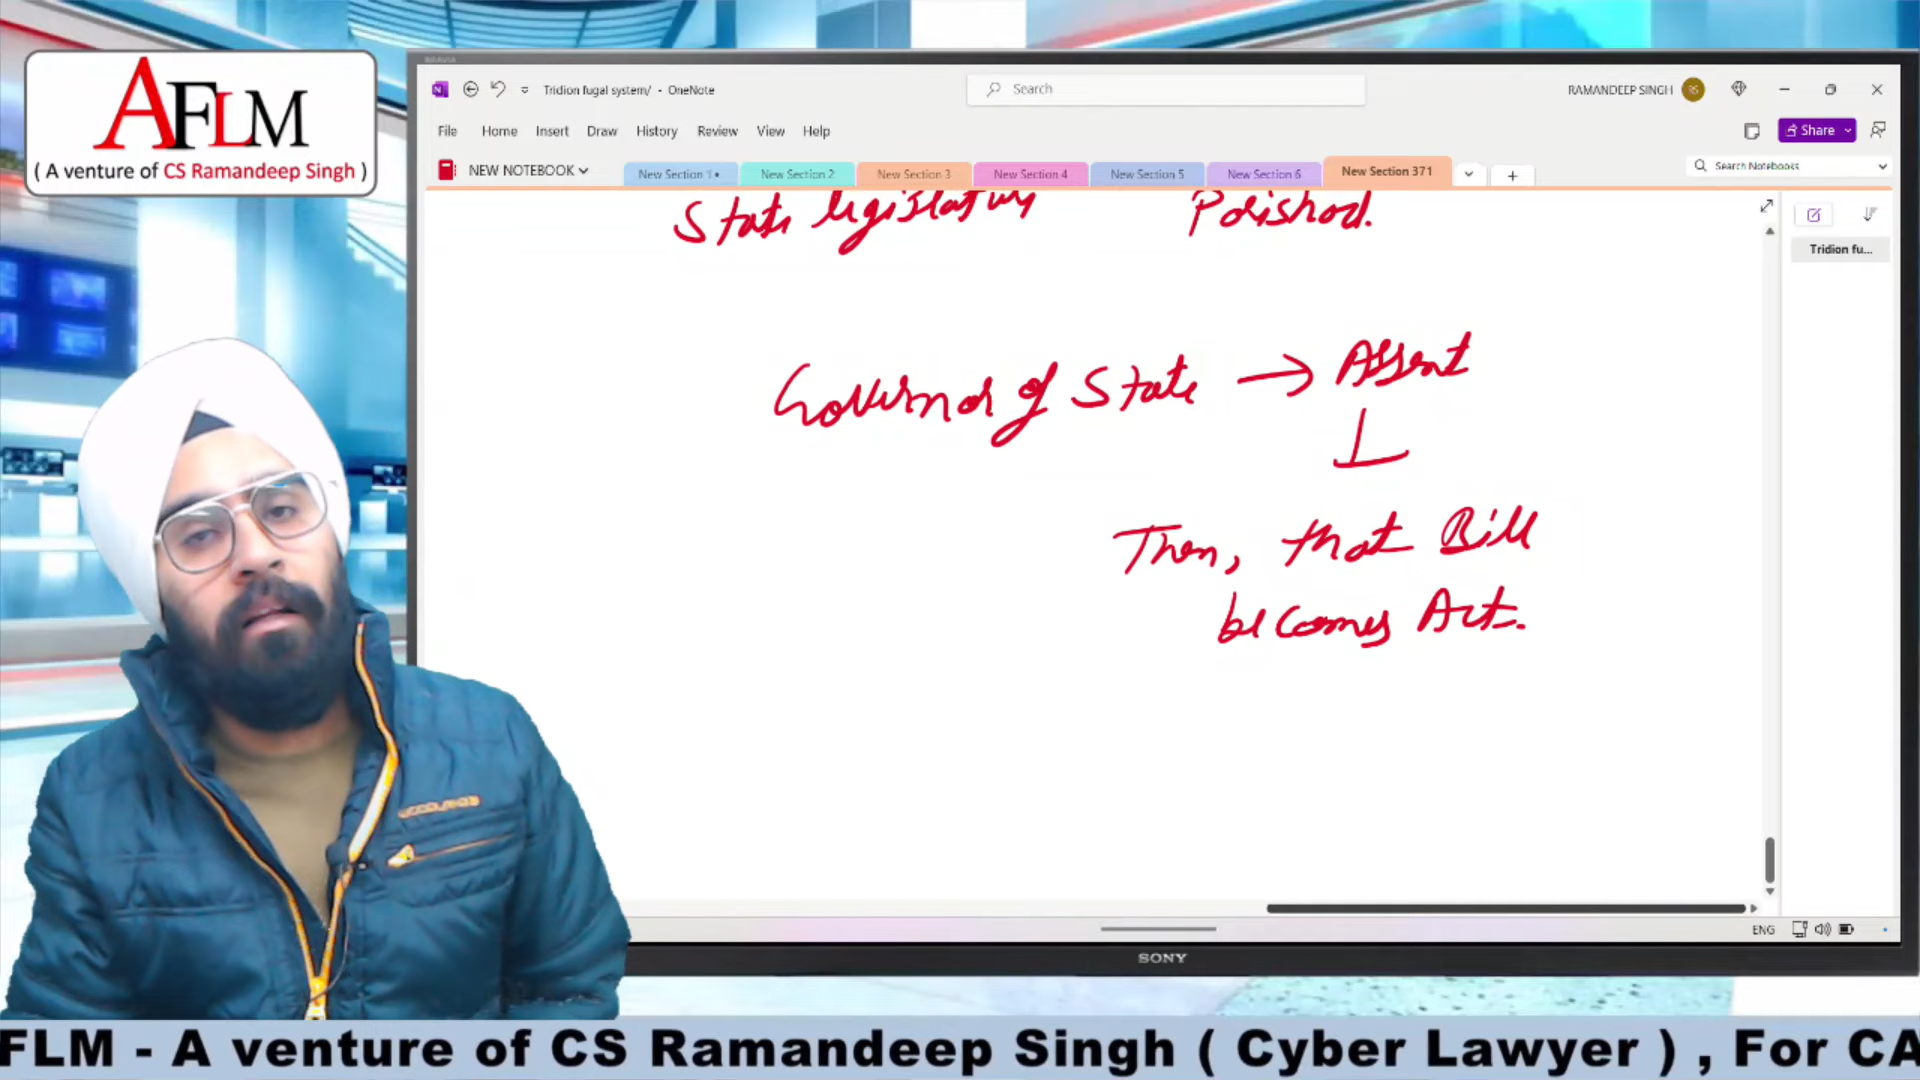 AFLM
( A venture of CS Ramandeep Singh )
Tridion fugal system/ - OneNote
Search
RAMANDEEP SINGH
RS
File Home Insert Draw History Review View Help
Share
NEW NOTEBOOK
New Section 1
New Section 2
New Section 3
New Section 4
New Section 5
New Section 6
New Section 371
Search Notebooks
Tridion fu...
State legislature
Polished.
Governor of State → Assent
Then, that Bill
becomes Act.
ENG
SONY
FLM - A venture of CS Ramandeep Singh ( Cyber Lawyer ) , For CA